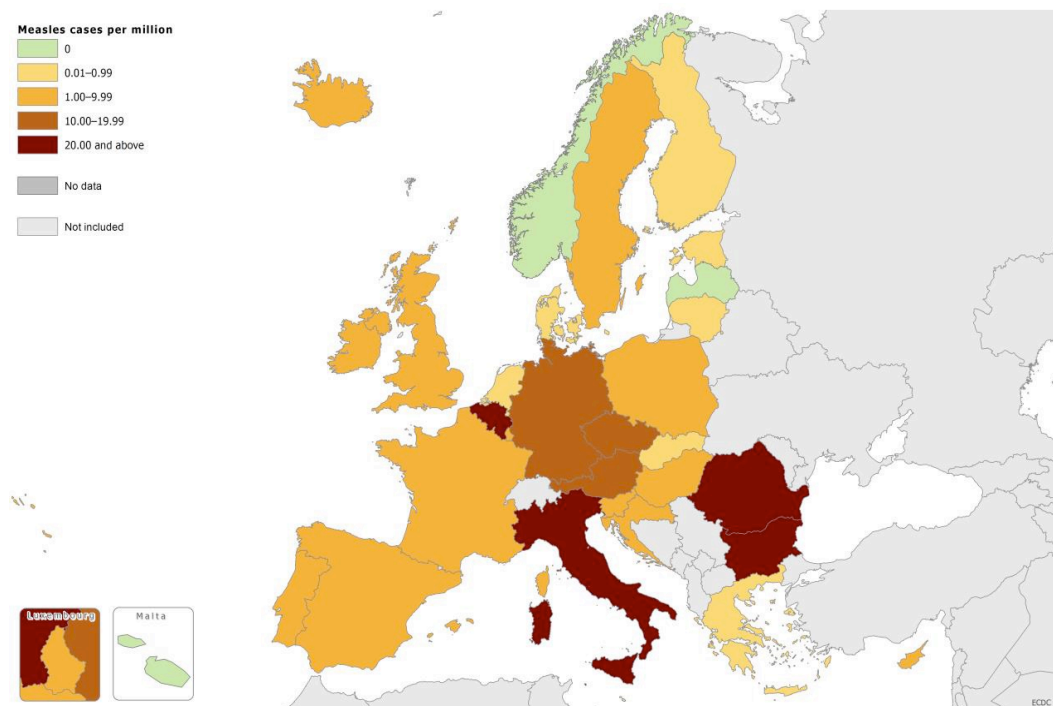 Measles cases per million
0
0.01–0.99
1.00–9.99
10.00–19.99
20.00 and above
No data
Not included
Luxembourg
Malta
ECDC